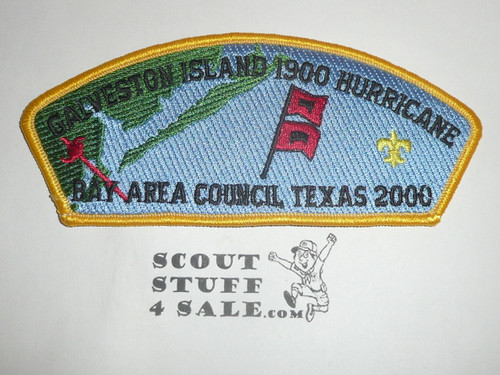 GALVESTON ISLAND 1900 HURRICANE
BAY AREA COUNCIL TEXAS 2000
SCOUT
STUFF
4 SALE.COM